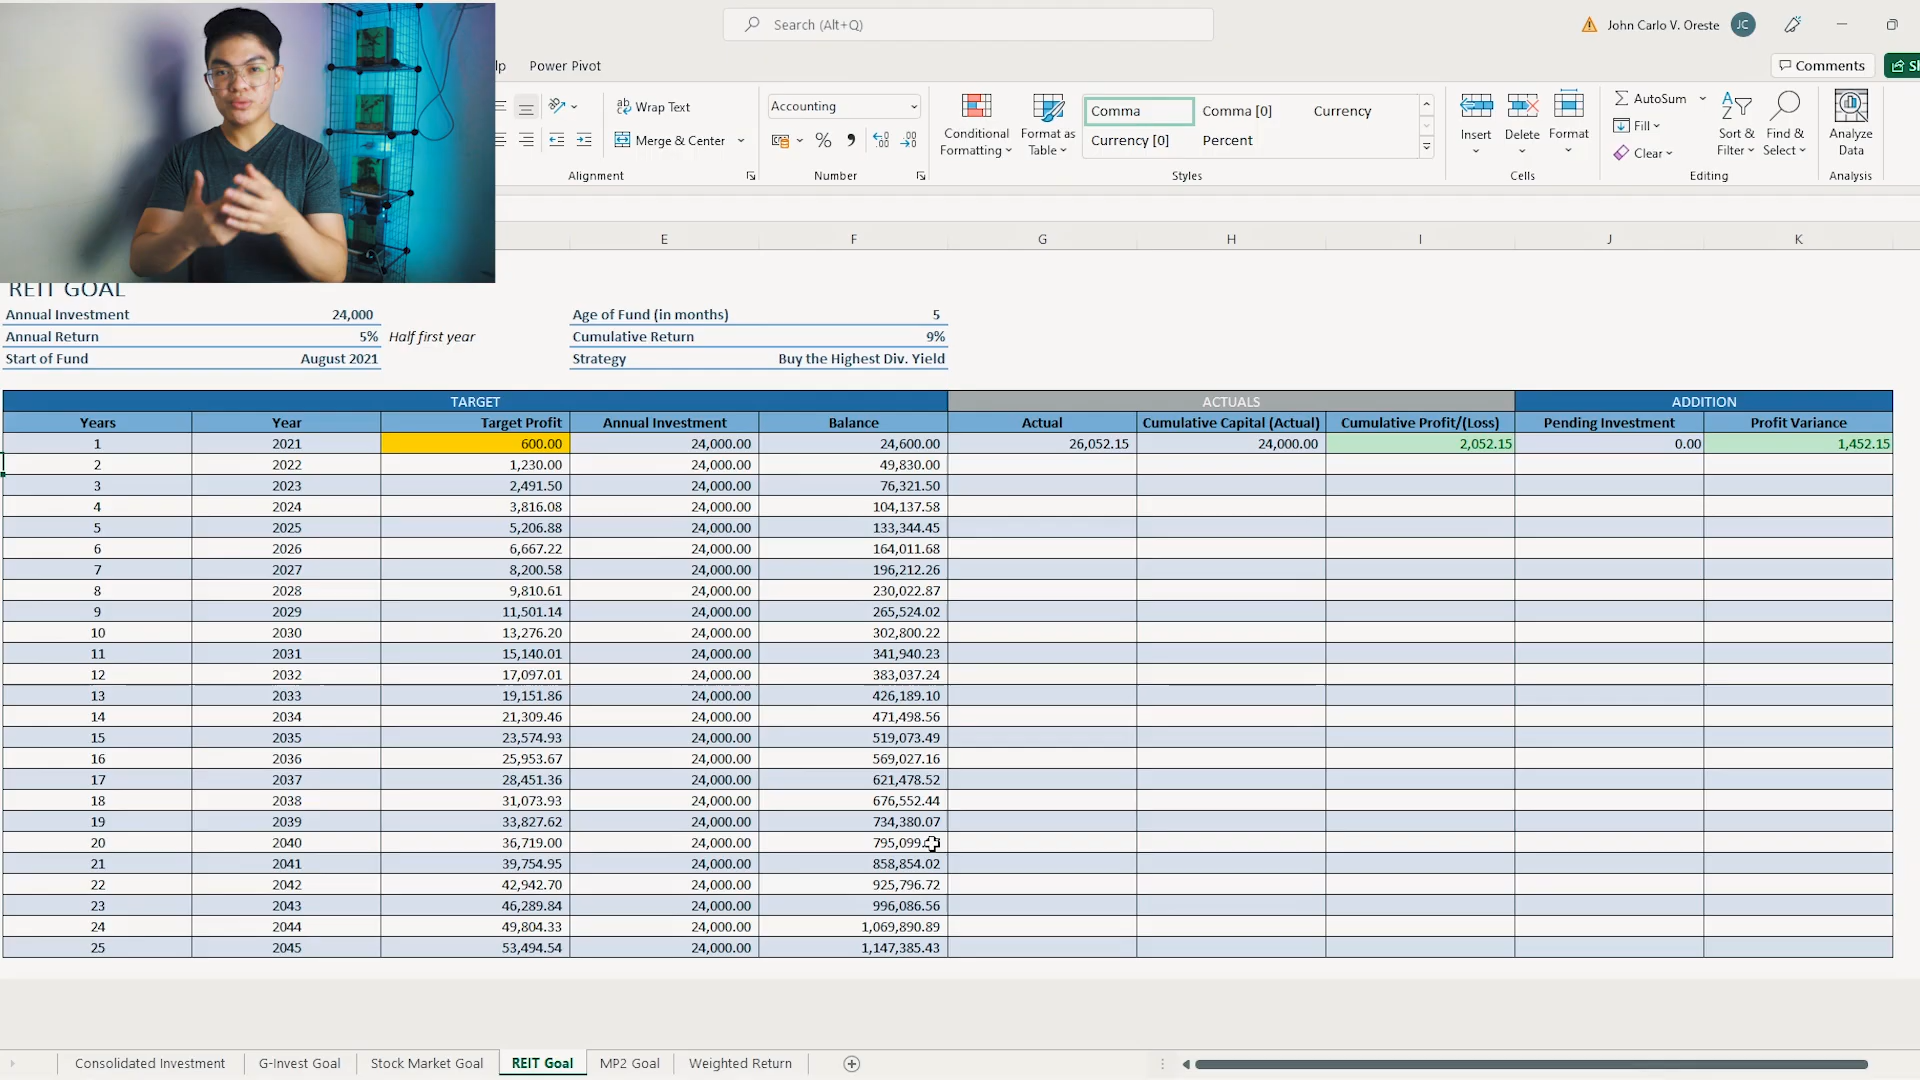 Search (Alt+Q)
John Carlo V. Oreste JC
Power Pivot
Comments
Wrap Text
Merge & Center
Alignment
Accounting
Number
Conditional Formatting
Format as Table
Comma Comma [0] Currency
Currency [0] Percent
Styles
Insert Delete Format
Cells
AutoSum
Fill
Clear
Sort & Filter
Find & Select
Editing
Analyze Data
Analysis
E F G H I J K
REIT GOAL
Annual Investment 24,000 Age of Fund (in months) 5
Annual Return 5% Half first year Cumulative Return 9%
Start of Fund August 2021 Strategy Buy the Highest Div. Yield
TARGET ACTUALS ADDITION
Years Year Target Profit Annual Investment Balance Actual Cumulative Capital (Actual) Cumulative Profit/(Loss) Pending Investment Profit Variance
1 2021 600.00 24,000.00 24,600.00 26,052.15 24,000.00 2,052.15 0.00 1,452.15
2 2022 1,230.00 24,000.00 49,830.00
3 2023 2,491.50 24,000.00 76,321.50
4 2024 3,816.08 24,000.00 104,137.58
5 2025 5,206.88 24,000.00 133,344.45
6 2026 6,667.22 24,000.00 164,011.68
7 2027 8,200.58 24,000.00 196,212.26
8 2028 9,810.61 24,000.00 230,022.87
9 2029 11,501.14 24,000.00 265,524.02
10 2030 13,276.20 24,000.00 302,800.22
11 2031 15,140.01 24,000.00 341,940.23
12 2032 17,097.01 24,000.00 383,037.24
13 2033 19,151.86 24,000.00 426,189.10
14 2034 21,309.46 24,000.00 471,498.56
15 2035 23,574.93 24,000.00 519,073.49
16 2036 25,953.67 24,000.00 569,027.16
17 2037 28,451.36 24,000.00 621,478.52
18 2038 31,073.93 24,000.00 676,552.44
19 2039 33,827.62 24,000.00 734,380.07
20 2040 36,719.00 24,000.00 795,099.
21 2041 39,754.95 24,000.00 858,854.02
22 2042 42,942.70 24,000.00 925,796.72
23 2043 46,289.84 24,000.00 996,086.56
24 2044 49,804.33 24,000.00 1,069,890.89
25 2045 53,494.54 24,000.00 1,147,385.43
Consolidated Investment G-Invest Goal Stock Market Goal REIT Goal MP2 Goal Weighted Return